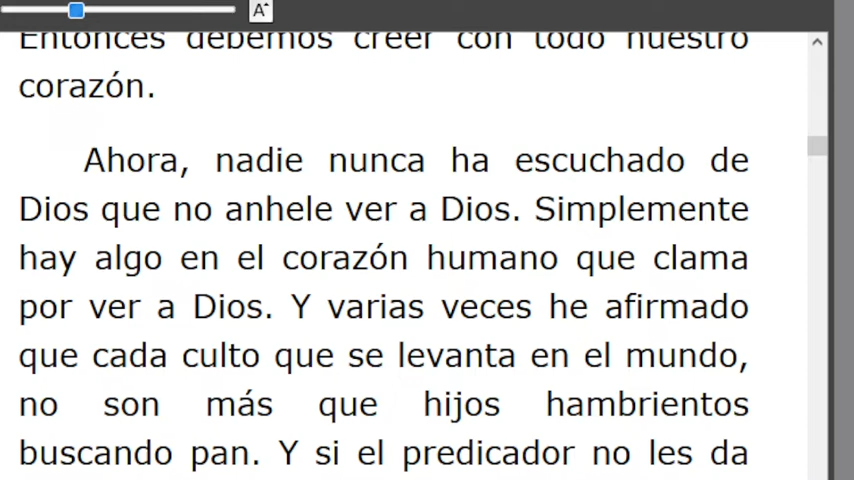 A
Entonces debemos creer con todo nuestro
corazón.
Ahora, nadie nunca ha escuchado de
Dios que no anhele ver a Dios. Simplemente
hay algo en el corazón humano que clama
por ver a Dios. Y varias veces he afirmado
que cada culto que se levanta en el mundo,
no son más que hijos hambrientos
buscando pan. Y si el predicador no les da